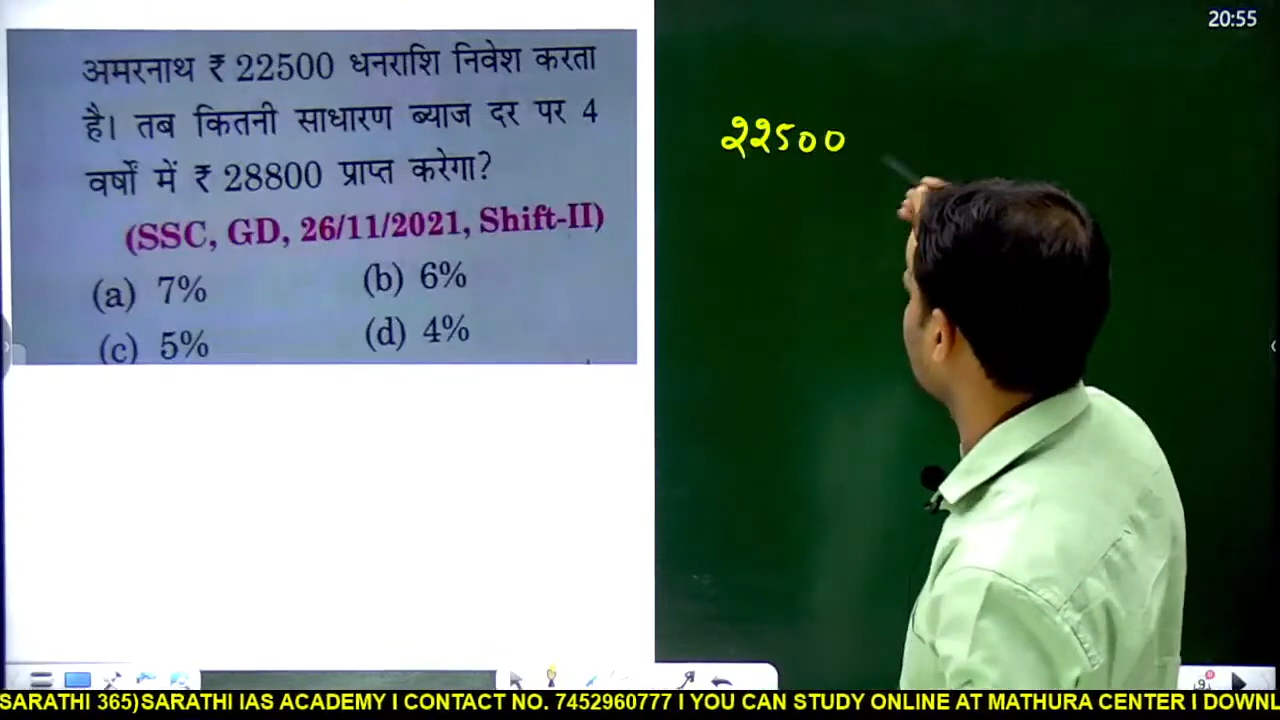 20:55
अमरनाथ ₹ 22500 धनराशि निवेश करता
है। तब कितनी साधारण ब्याज दर पर 4
वर्षों में ₹ 28800 प्राप्त करेगा?
(SSC, GD, 26/11/2021, Shift-II)
(a) 7% (b) 6%
(c) 5% (d) 4%
22500
SARATHI 365)SARATHI IAS ACADEMY I CONTACT NO. 7452960777 I YOU CAN STUDY ONLINE AT MATHURA CENTER I DOWNL